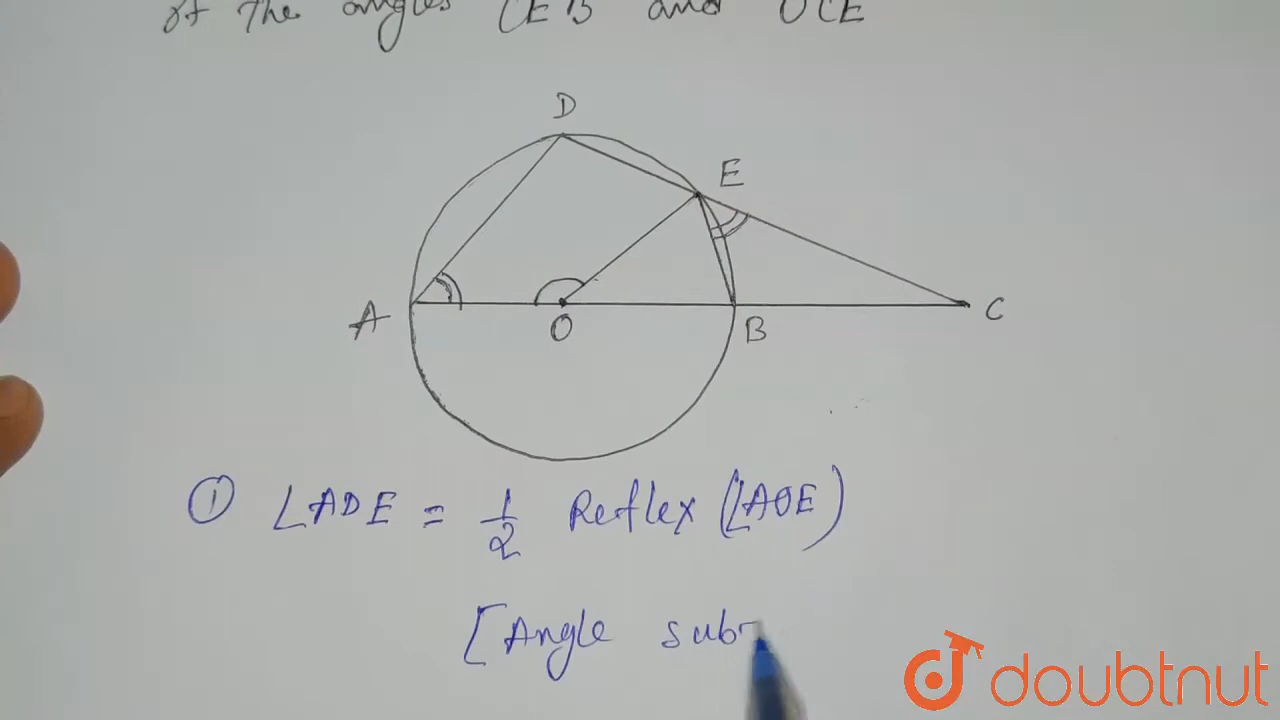 of The angles CEB and OCE
D
E
A
O
B
C
① ∠ADE = 1/2 Reflex (∠AOE)
[Angle sub
doubtnut